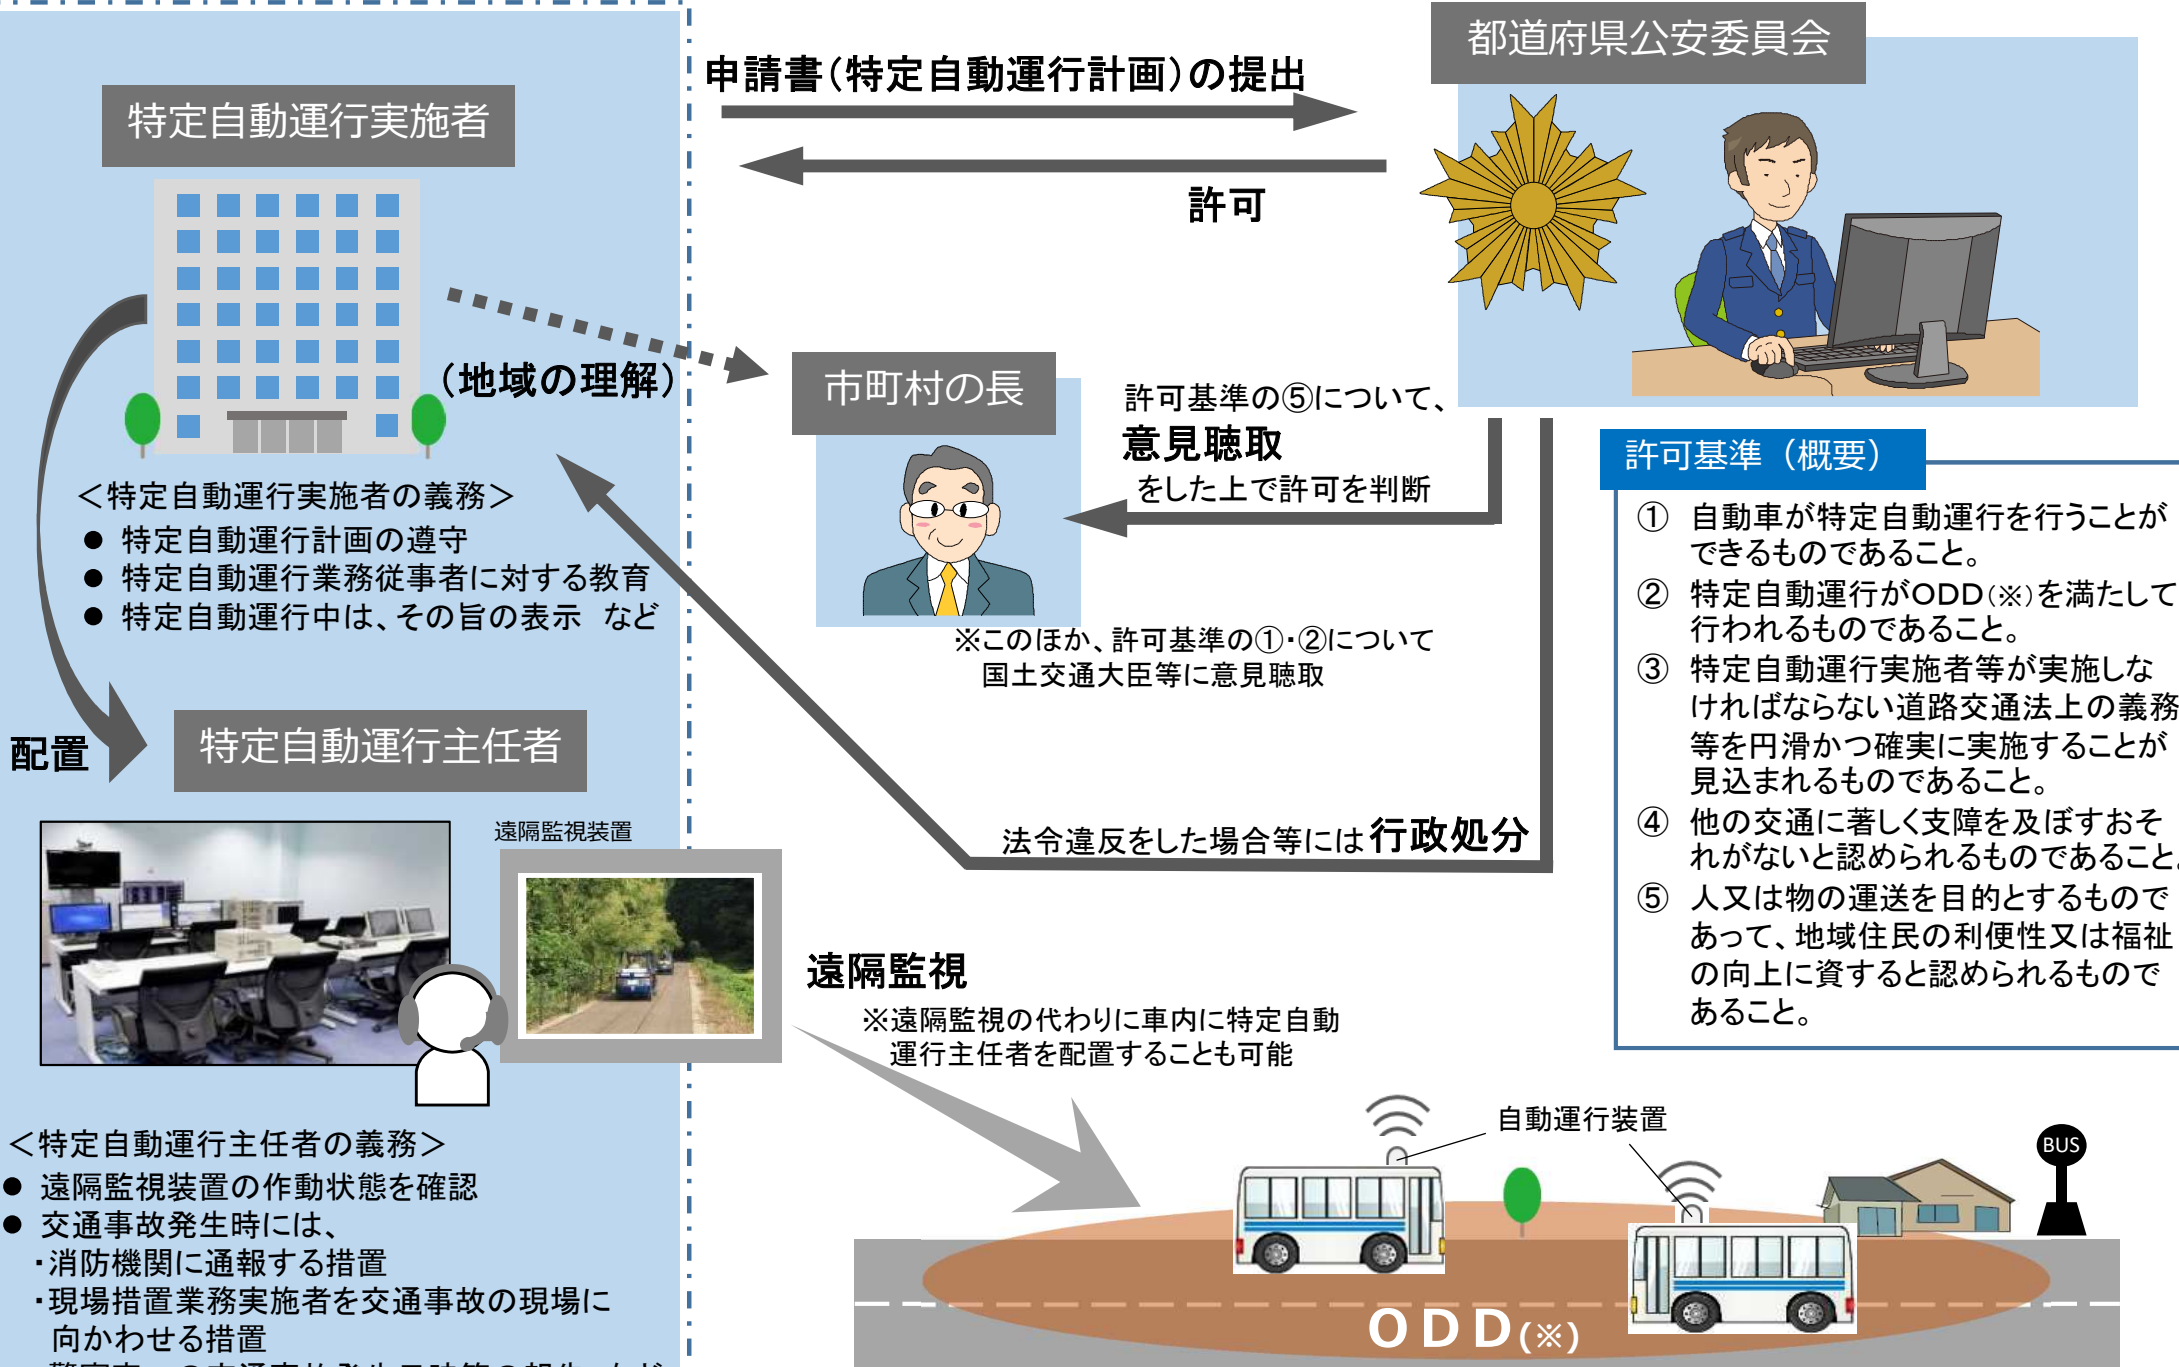 都道府県公安委員会
申請書（特定自動運行計画）の提出
特定自動運行実施者
許可
（地域の理解）
市町村の長
許可基準の⑤について、
意見聴取
をした上で許可を判断
＜特定自動運行実施者の義務＞
● 特定自動運行計画の遵守
● 特定自動運行業務従事者に対する教育
● 特定自動運行中は、その旨の表示　など
※このほか、許可基準の①・②について
国土交通大臣等に意見聴取
許可基準（概要）
① 自動車が特定自動運行を行うことが
できるものであること。
② 特定自動運行がODD（※）を満たして
行われるものであること。
③ 特定自動運行実施者等が実施しな
ければならない道路交通法上の義務
等を円滑かつ確実に実施することが
見込まれるものであること。
④ 他の交通に著しく支障を及ぼすおそ
れがないと認められるものであること。
⑤ 人又は物の運送を目的とするもので
あって、地域住民の利便性又は福祉
の向上に資すると認められるもので
あること。
配置
特定自動運行主任者
遠隔監視装置
法令違反をした場合等には行政処分
遠隔監視
※遠隔監視の代わりに車内に特定自動
運行主任者を配置することも可能
＜特定自動運行主任者の義務＞
● 遠隔監視装置の作動状態を確認
● 交通事故発生時には、
・消防機関に通報する措置
・現場措置業務実施者を交通事故の現場に
向かわせる措置
自動運行装置
BUS
ODD（※）